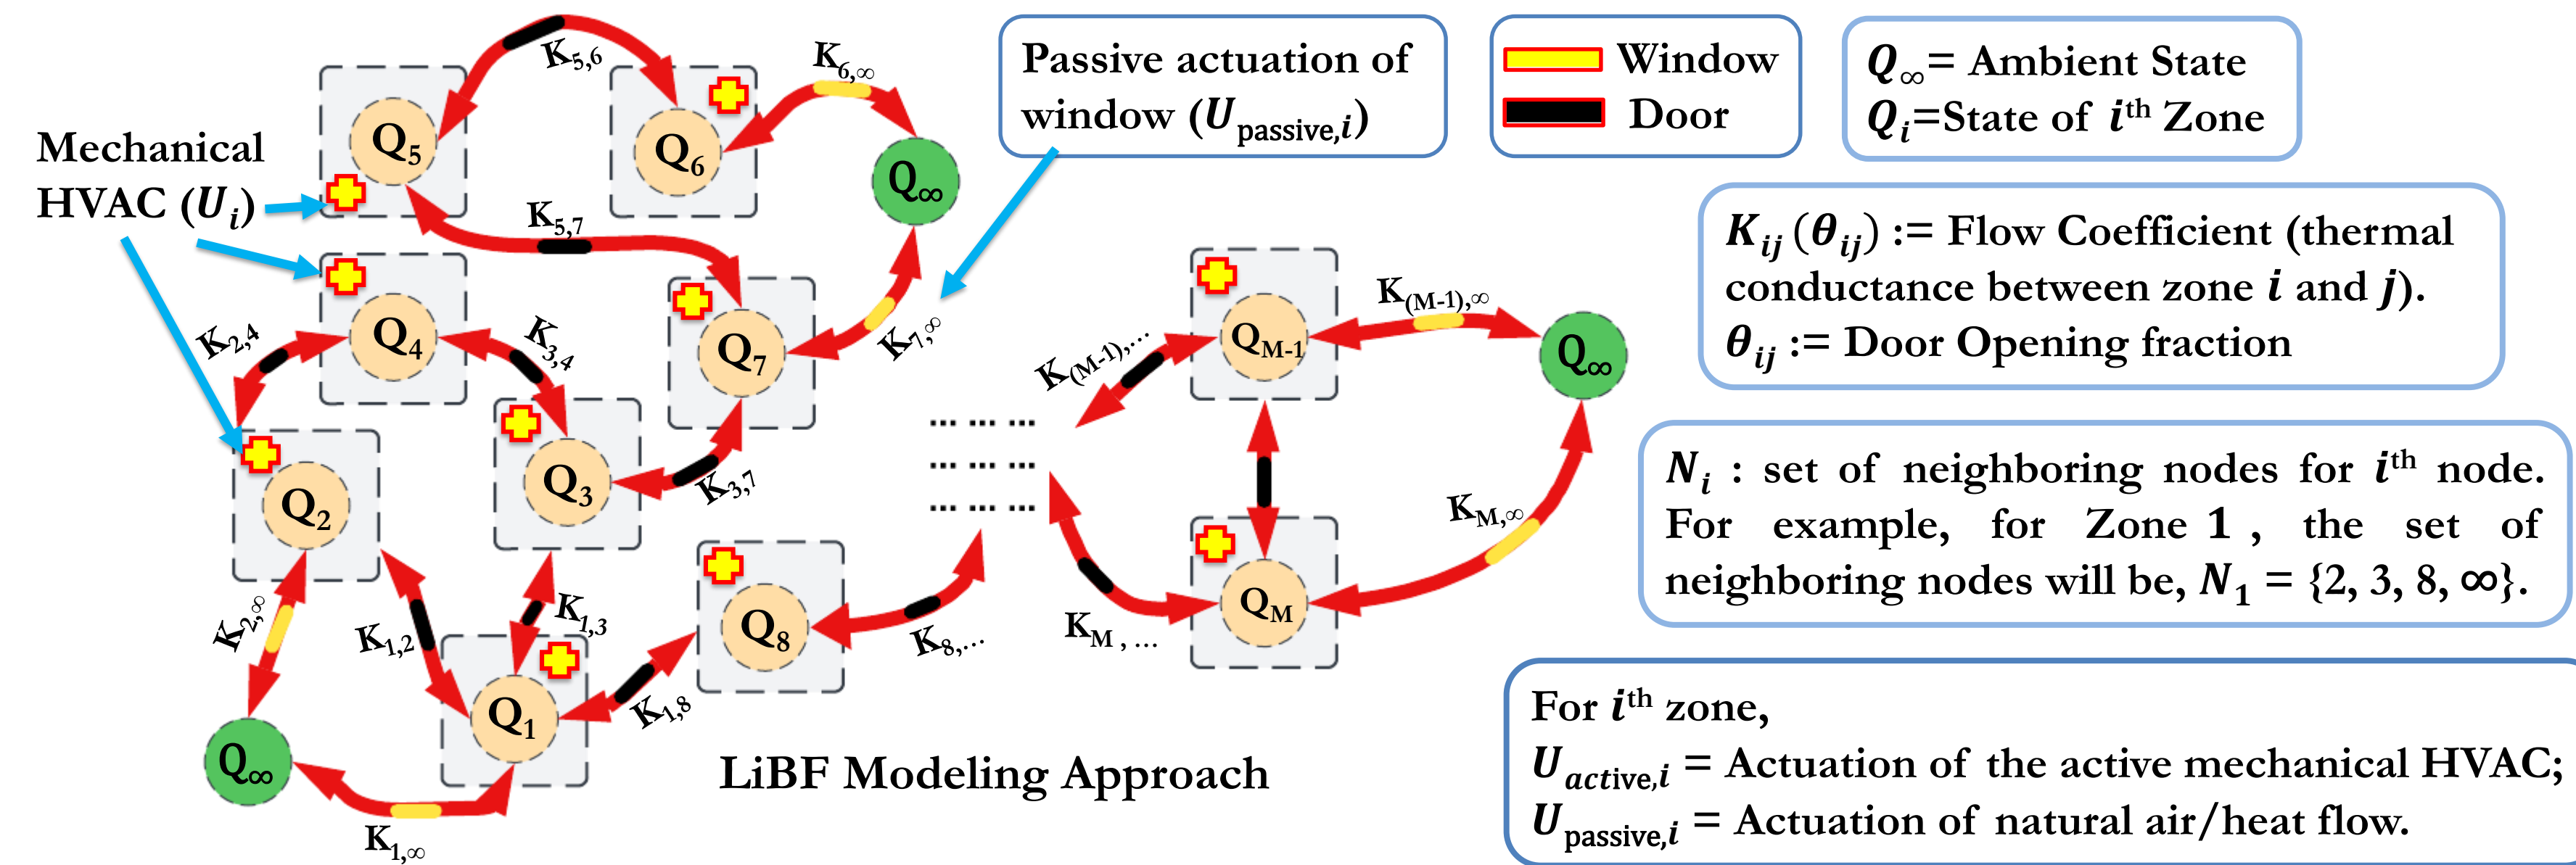 K5,6
K6,∞
Q5
Q6
Q∞
Mechanical
HVAC (Ui)
K5,7
Passive actuation of
window (Upassive,i)
Window
Door
Q∞= Ambient State
Qi=State of ith Zone
Kij (θij) := Flow Coefficient (thermal
conductance between zone i and j).
θij := Door Opening fraction
K2,4
Q4
K3,4
Q7
K7,∞
K(M-1),...
QM-1
K(M-1),∞
Q∞
Q2
Q3
K3,7
... ... ...
... ... ...
... ... ...
KM,∞
Ni : set of neighboring nodes for ith node.
For example, for Zone 1 , the set of
neighboring nodes will be, N1 = {2, 3, 8, ∞}.
K2,∞
K1,2
K1,3
Q8
K8,...
KM , ...
QM
Q1
K1,8
Q∞
K1,∞
LiBF Modeling Approach
For ith zone,
Uactive,i = Actuation of the active mechanical HVAC;
Upassive,i = Actuation of natural air/heat flow.